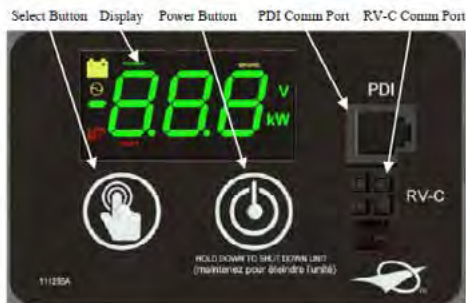 Select Button Display Power Button PDI Comm Port RV-C Comm Port
-8.8.8
V
kW
PDI
RV-C
HOLD DOWN TO SHUT DOWN UNIT
(maintenez pour éteindre l'unité)
111235A